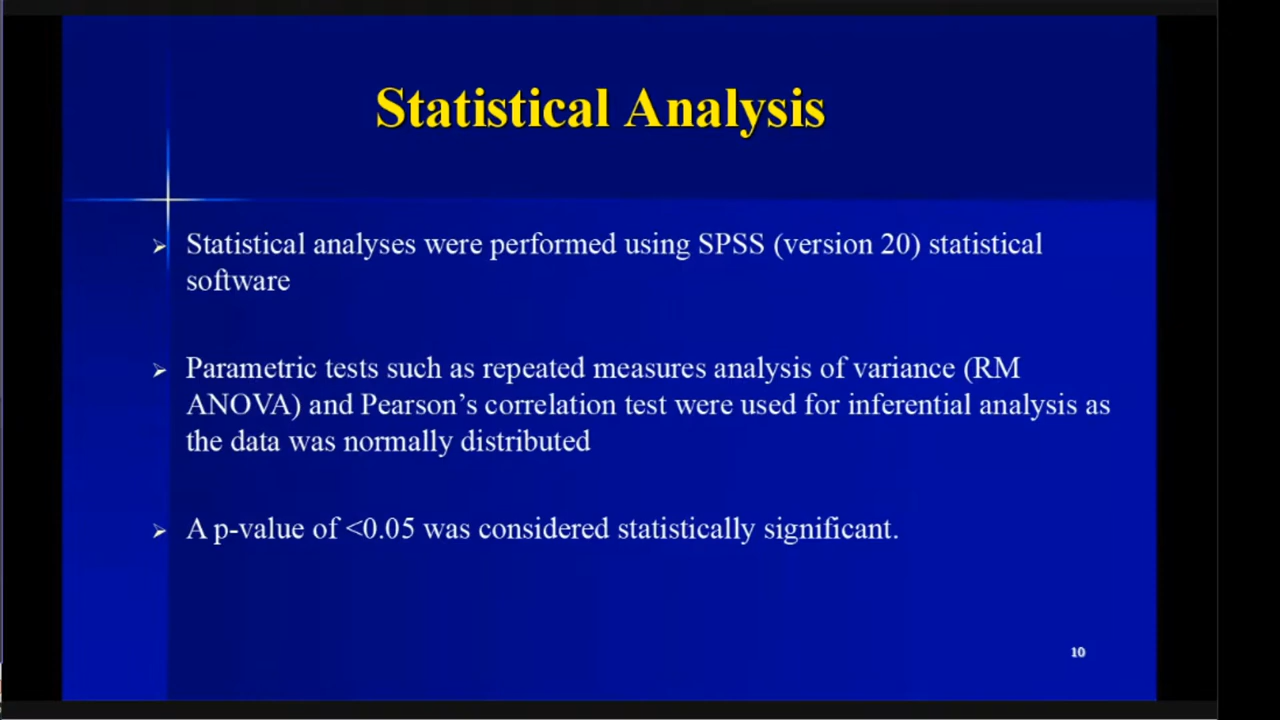 Statistical Analysis
➢ Statistical analyses were performed using SPSS (version 20) statistical
software
➢ Parametric tests such as repeated measures analysis of variance (RM
ANOVA) and Pearson’s correlation test were used for inferential analysis as
the data was normally distributed
➢ A p-value of <0.05 was considered statistically significant.
10